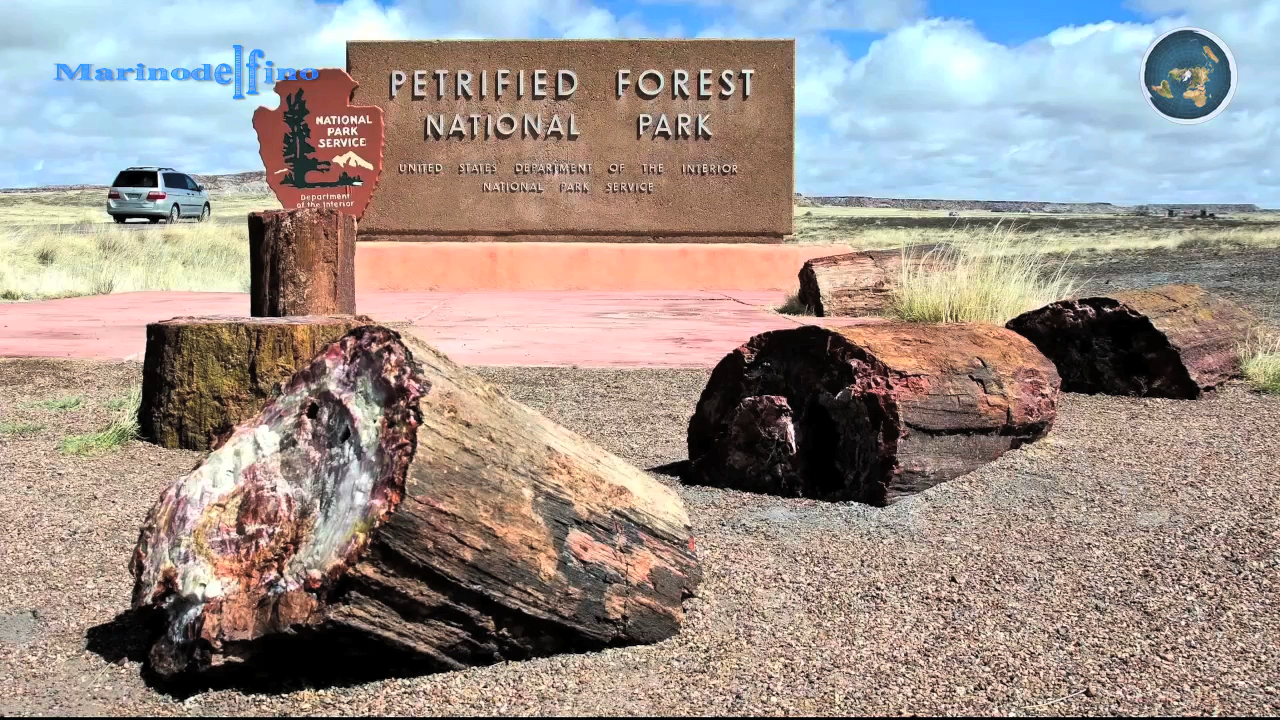 Marinodelfino
PETRIFIED FOREST
NATIONAL PARK
UNITED STATES DEPARTMENT OF THE INTERIOR
NATIONAL PARK SERVICE
NATIONAL
PARK
SERVICE
Department
of the Interior